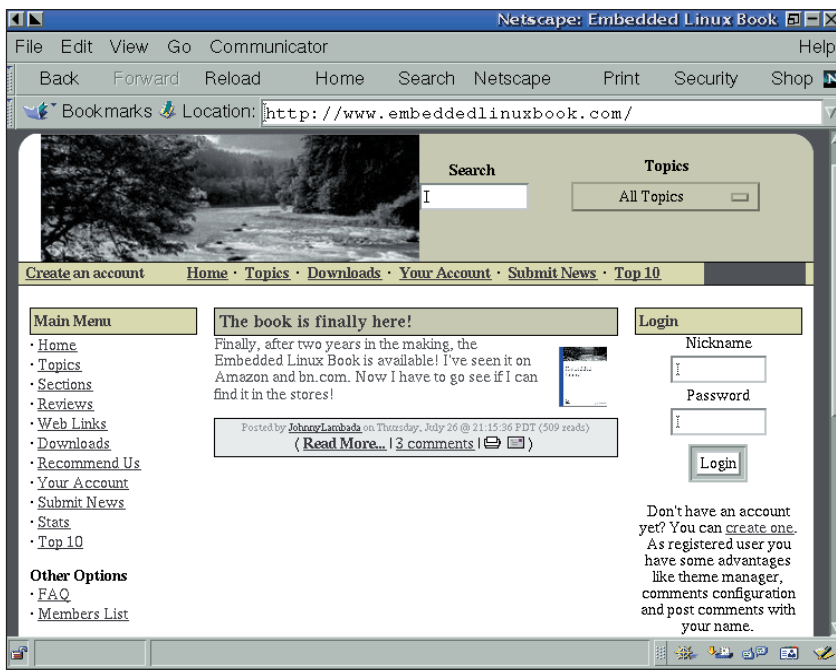 Netscape: Embedded Linux Book
File Edit View Go Communicator Help
Back Forward Reload Home Search Netscape Print Security Shop N
Bookmarks Location: http://www.embeddedlinuxbook.com/
Search
Topics
All Topics
Create an account
Home · Topics · Downloads · Your Account · Submit News · Top 10
Main Menu
· Home
· Topics
· Sections
· Reviews
· Web Links
· Downloads
· Recommend Us
· Your Account
· Submit News
· Stats
· Top 10
Other Options
· FAQ
· Members List
The book is finally here!
Finally, after two years in the making, the
Embedded Linux Book is available! I've seen it on
Amazon and bn.com. Now I have to go see if I can
find it in the stores!
Posted by JohnnyLambada on Thursday, July 26 @ 21:15:36 PDT (509 reads)
( Read More... | 3 comments | )
Login
Nickname
Password
Login
Don't have an account
yet? You can create one.
As registered user you
have some advantages
like theme manager,
comments configuration
and post comments with
your name.